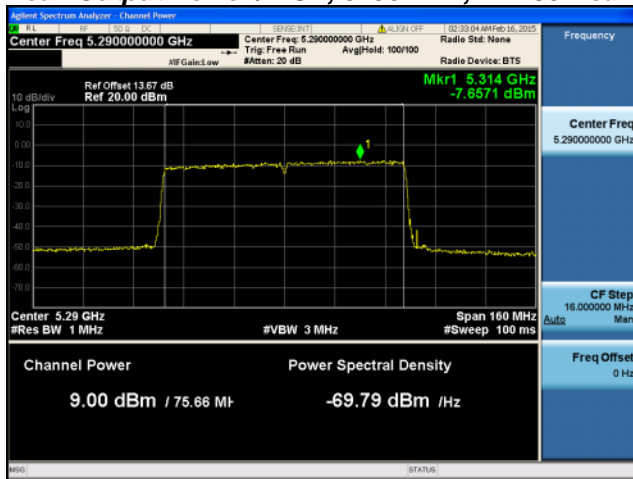 Agilent Spectrum Analyzer - Channel Power
RL RF 50 Ω DC SENSE:INT ALIGN OFF 02:33:04 AM Feb 16, 2015
Center Freq 5.290000000 GHz
Center Freq: 5.290000000 GHz
Radio Std: None
Trig: Free Run Avg|Hold: 100/100
#IFGain:Low #Atten: 20 dB Radio Device: BTS
Frequency
Ref Offset 13.67 dB
10 dB/div Ref 20.00 dBm
Mkr1 5.314 GHz
-7.6571 dBm
Log
10.0
0.00
-10.0
-20.0
-30.0
-40.0
-50.0
-60.0
-70.0
1
Center 5.29 GHz Span 160 MHz
#Res BW 1 MHz #VBW 3 MHz #Sweep 100 ms
Channel Power Power Spectral Density
9.00 dBm / 75.66 MH -69.79 dBm /Hz
Center Freq
5.290000000 GHz
CF Step
16.000000 MHz
Auto Man
Freq Offset
0 Hz
MSG STATUS